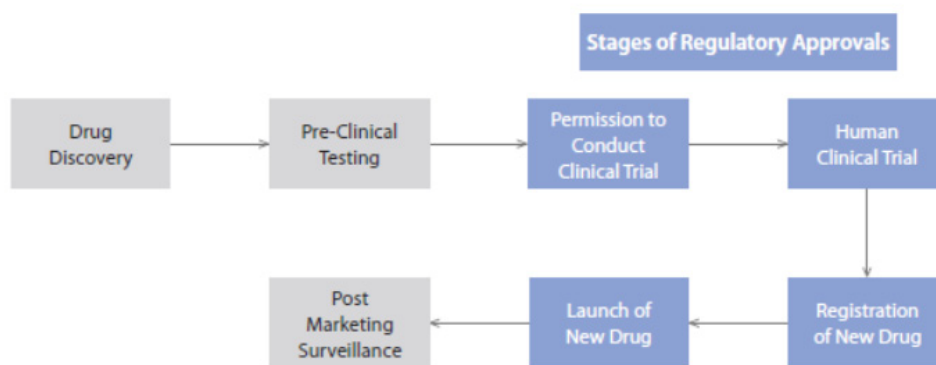 Stages of Regulatory Approvals
Drug
Discovery
Pre-Clinical
Testing
Permission to
Conduct
Clinical Trial
Human
Clinical Trial
Registration
of New Drug
Launch of
New Drug
Post
Marketing
Surveillance